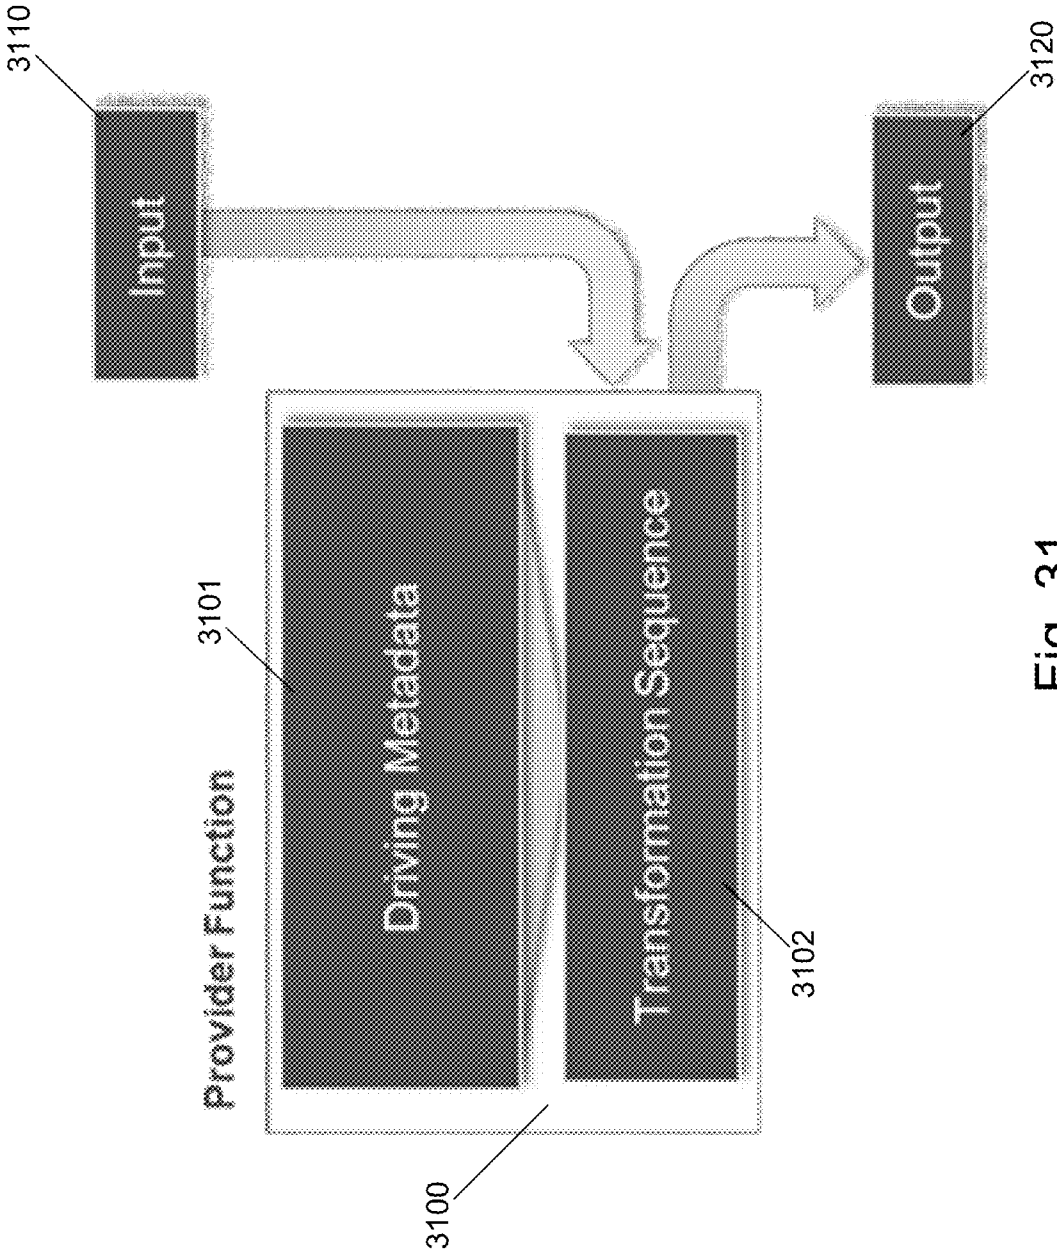 3110
Input
Provider Function
3101
Driving Metadata
3100
Transformation Sequence
3102
Output
3120
Fig. 31